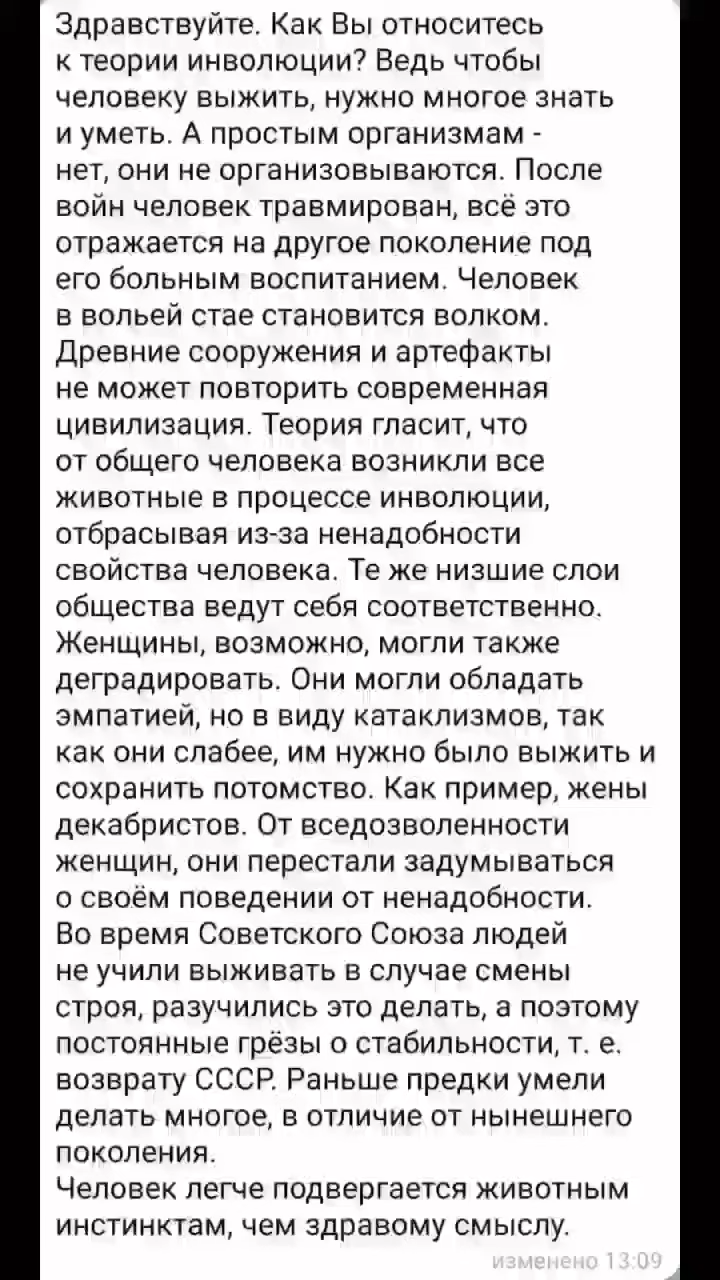 Здравствуйте. Как Вы относитесь
к теории инволюции? Ведь чтобы
человеку выжить, нужно многое знать
и уметь. А простым организмам -
нет, они не организовываются. После
войн человек травмирован, всё это
отражается на другое поколение под
его больным воспитанием. Человек
в вольей стае становится волком.
Древние сооружения и артефакты
не может повторить современная
цивилизация. Теория гласит, что
от общего человека возникли все
животные в процессе инволюции,
отбрасывая из-за ненадобности
свойства человека. Те же низшие слои
общества ведут себя соответственно.
Женщины, возможно, могли также
деградировать. Они могли обладать
эмпатией, но в виду катаклизмов, так
как они слабее, им нужно было выжить и
сохранить потомство. Как пример, жены
декабристов. От вседозволенности
женщин, они перестали задумываться
о своём поведении от ненадобности.
Во время Советского Союза людей
не учили выживать в случае смены
строя, разучились это делать, а поэтому
постоянные грёзы о стабильности, т. е.
возврату СССР. Раньше предки умели
делать многое, в отличие от нынешнего
поколения.
Человек легче подвергается животным
инстинктам, чем здравому смыслу.
изменено 13:09